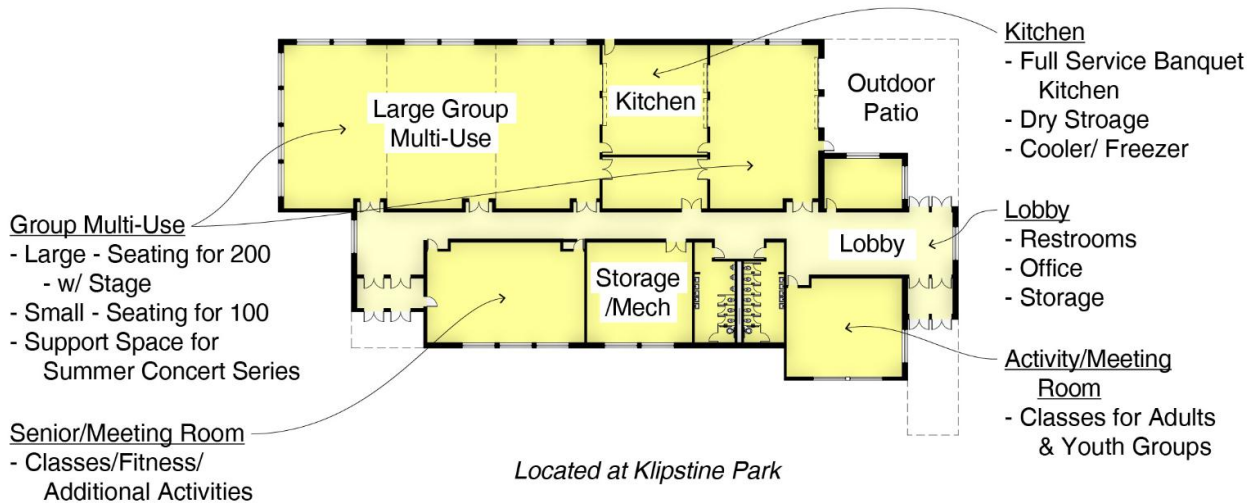 Group Multi-Use
- Large - Seating for 200
- w/ Stage
- Small - Seating for 100
- Support Space for
Summer Concert Series
Senior/Meeting Room
- Classes/Fitness/
Additional Activities
Large Group
Multi-Use
Kitchen
Outdoor
Patio
Storage
/Mech
Lobby
Located at Klipstine Park
Kitchen
- Full Service Banquet
Kitchen
- Dry Stroage
- Cooler/ Freezer
Lobby
- Restrooms
- Office
- Storage
Activity/Meeting
Room
- Classes for Adults
& Youth Groups